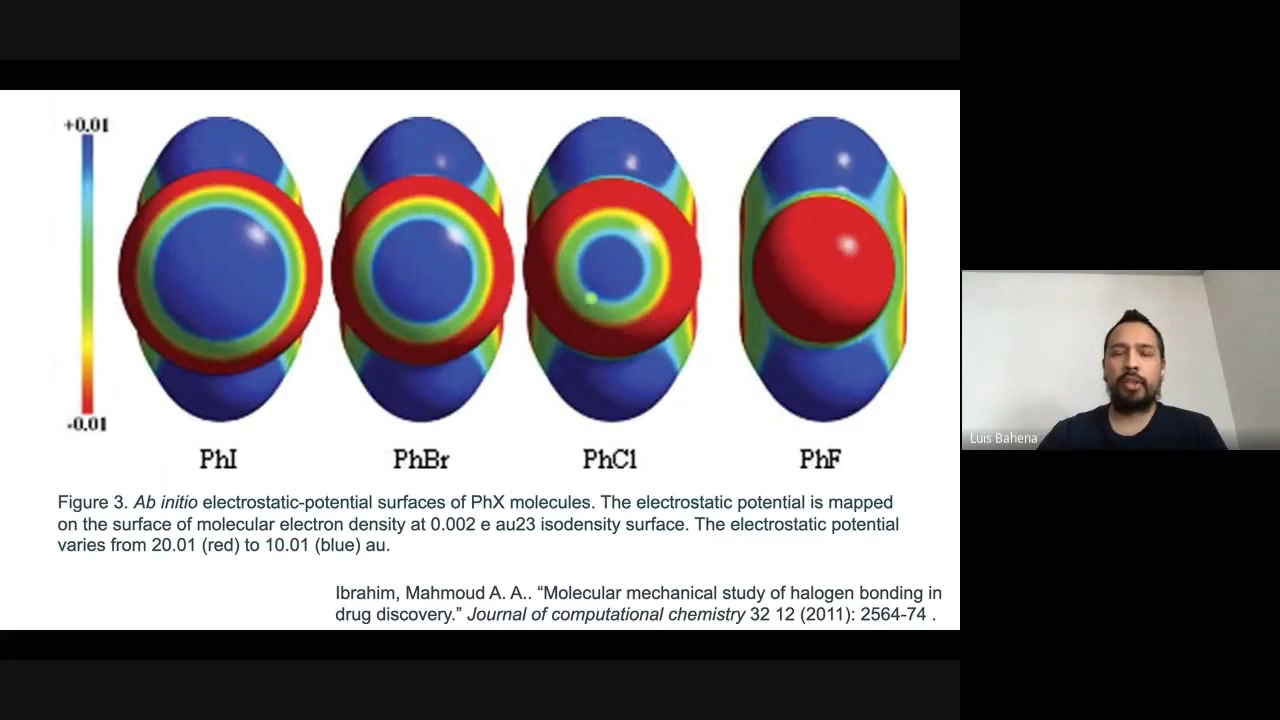 +0.01
-0.01
PhI
PhBr
PhCl
PhF
Figure 3. Ab initio electrostatic-potential surfaces of PhX molecules. The electrostatic potential is mapped
on the surface of molecular electron density at 0.002 e au23 isodensity surface. The electrostatic potential
varies from 20.01 (red) to 10.01 (blue) au.
Ibrahim, Mahmoud A. A.. “Molecular mechanical study of halogen bonding in
drug discovery.” Journal of computational chemistry 32 12 (2011): 2564-74 .
Luis Bahena